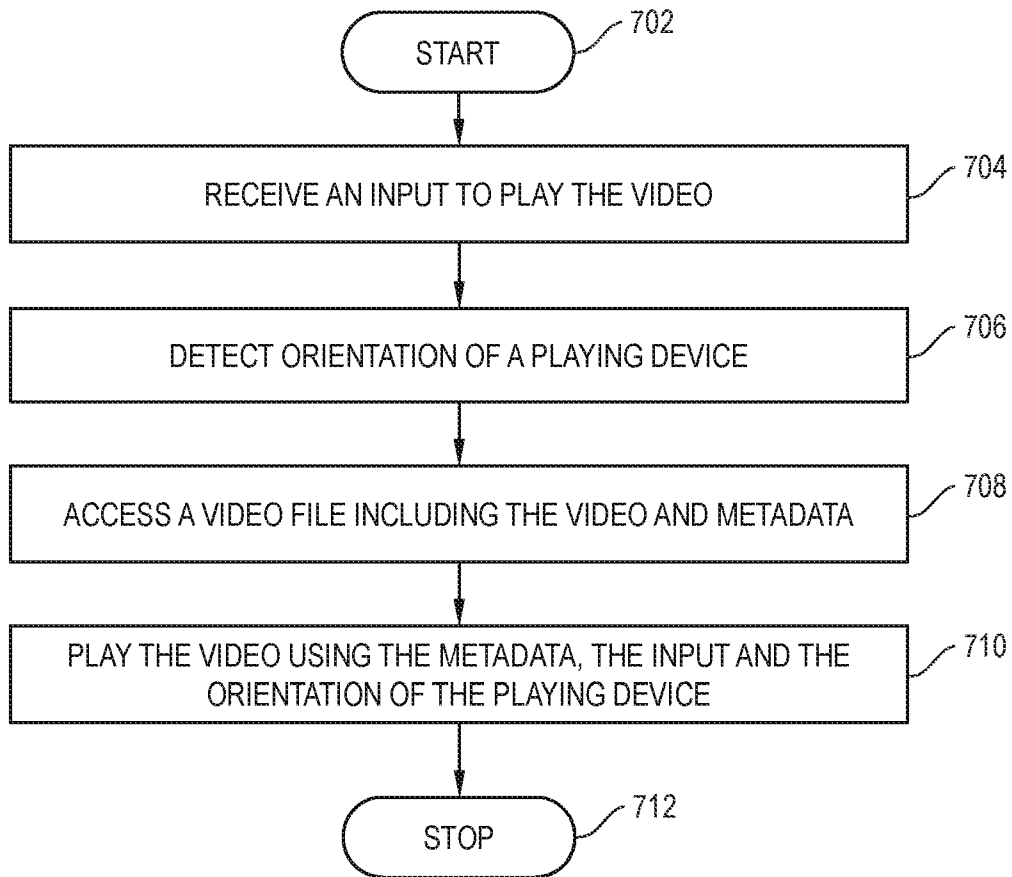 START
702
RECEIVE AN INPUT TO PLAY THE VIDEO
704
DETECT ORIENTATION OF A PLAYING DEVICE
706
ACCESS A VIDEO FILE INCLUDING THE VIDEO AND METADATA
708
PLAY THE VIDEO USING THE METADATA, THE INPUT AND THE
ORIENTATION OF THE PLAYING DEVICE
710
STOP
712